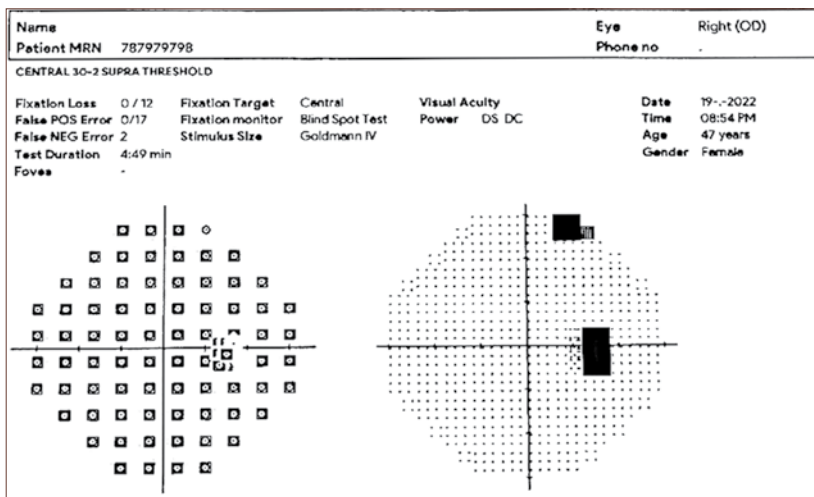 Name Eye Right (OD)
Patient MRN 787979798 Phone no .
CENTRAL 30-2 SUPRA THRESHOLD
Fixation Loss 0 / 12 Fixation Target Central Visual Acuity Date 19-.-2022
False POS Error 0/17 Fixation monitor Blind Spot Test Power DS DC Time 08:54 PM
False NEG Error 2 Stimulus Size Goldmann IV Age 47 years
Test Duration 4:49 min Gender Female
Fovea -